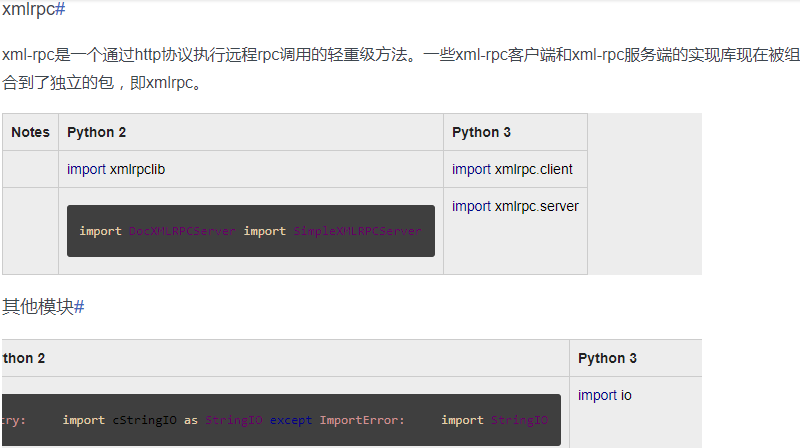 xmlrpc#
xml-rpc是一个通过http协议执行远程rpc调用的轻重级方法。一些xml-rpc客户端和xml-rpc服务端的实现库现在被组
合到了独立的包，即xmlrpc。
Notes Python 2 Python 3
import xmlrpclib import xmlrpc.client
import DocXMLRPCServer import SimpleXMLRPCServer import xmlrpc.server
其他模块#
thon 2 Python 3
try: import cStringIO as StringIO except ImportError: import StringIO import io